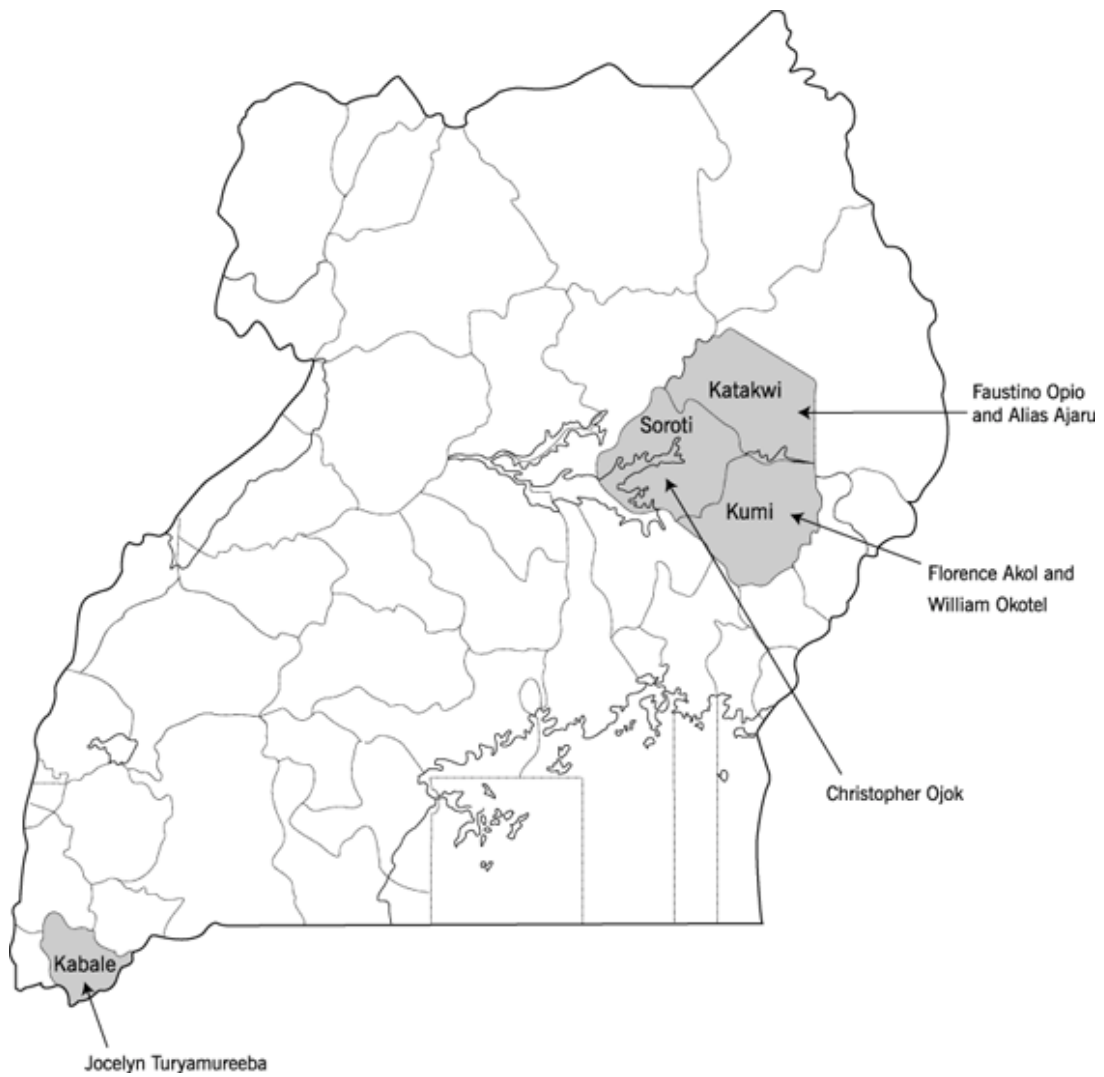 Katakwi
Faustino Opio
and Alias Ajaru
Soroti
Kumi
Florence Akol and
William Okotel
Christopher Ojok
Kabale
Jocelyn Turyamureeba